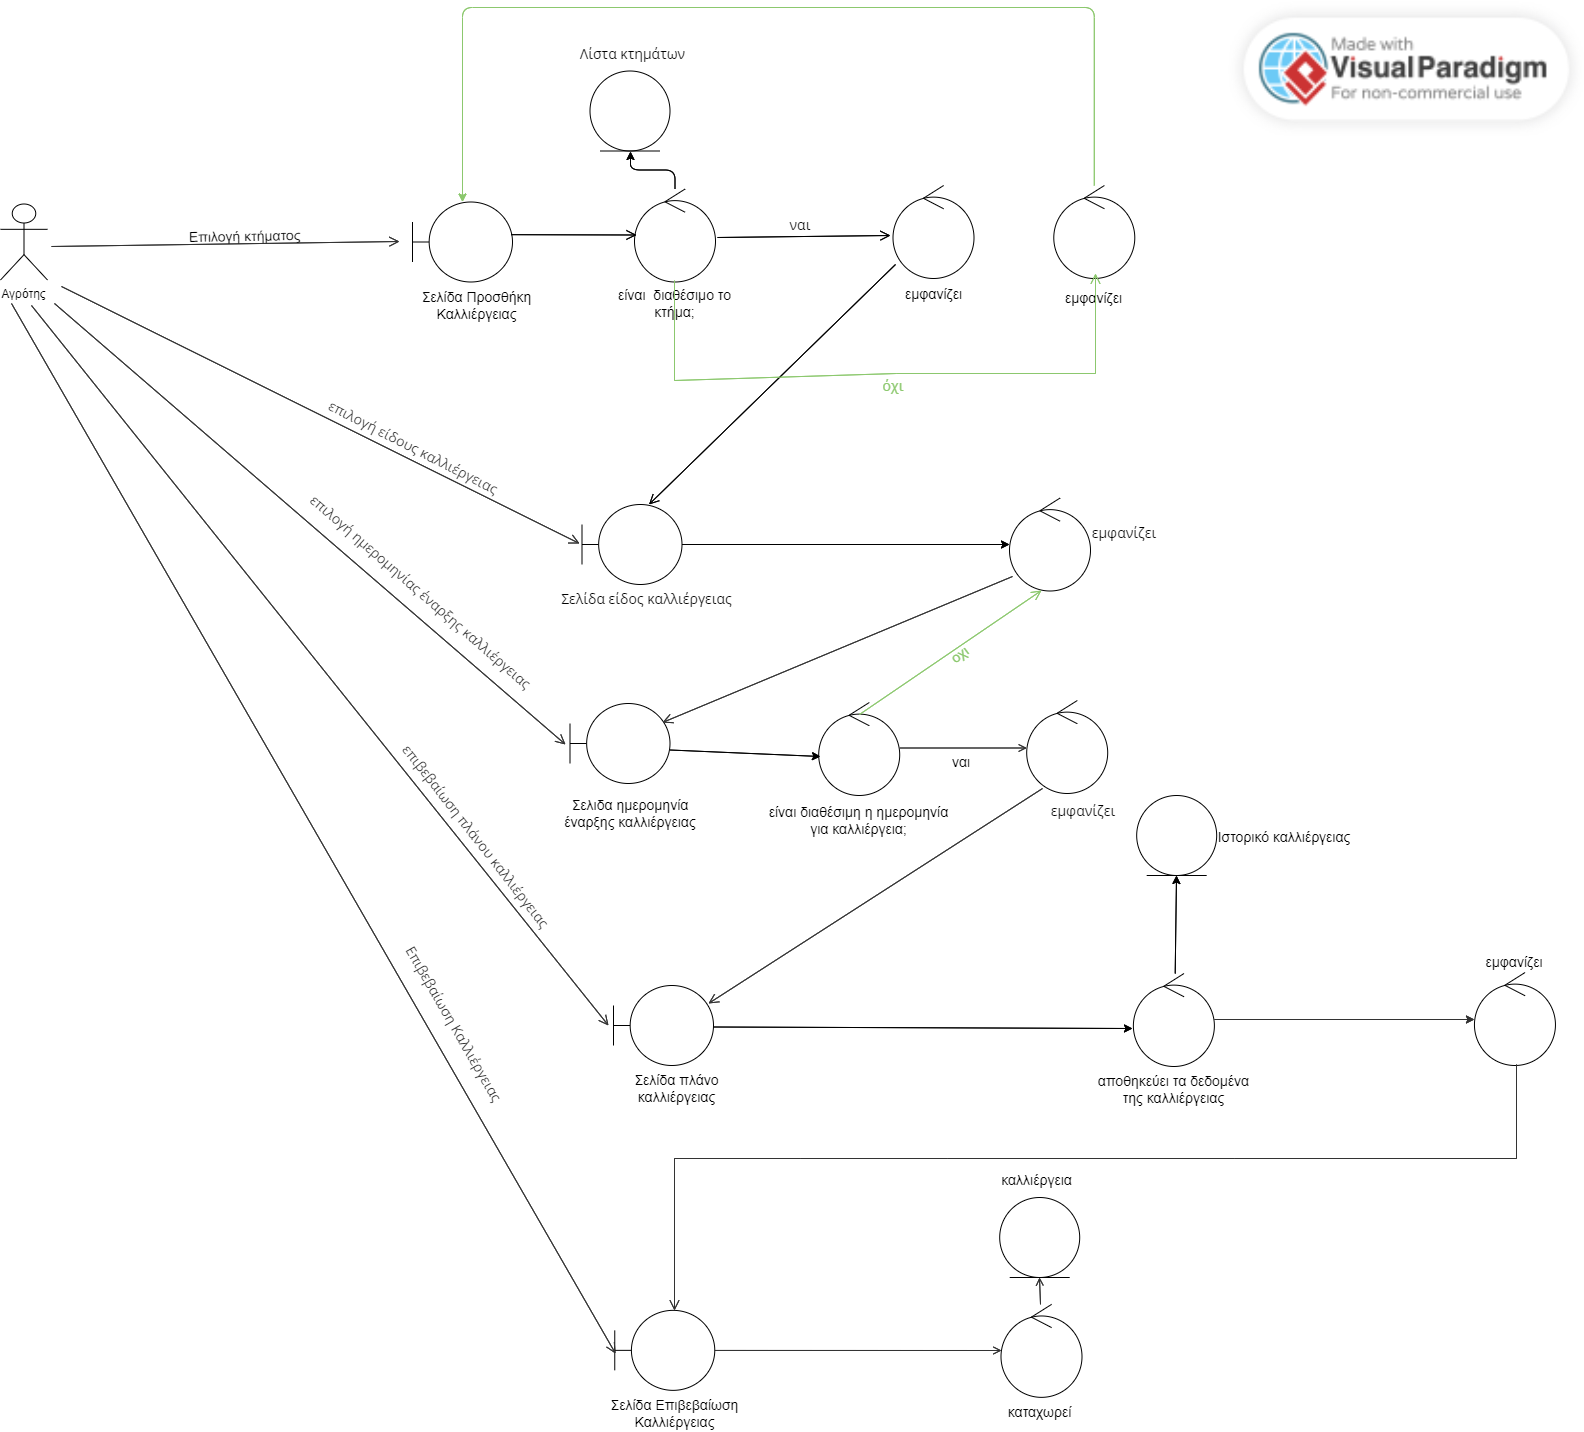 Made with
Visual Paradigm
For non-commercial use
Λίστα κτημάτων
Αγρότης
Επιλογή κτήματος
Σελίδα Προσθήκη
Καλλιέργειας
είναι διαθέσιμο το
κτήμα;
ναι
εμφανίζει
εμφανίζει
όχι
επιλογή είδους καλλιέργειας
Σελίδα είδος καλλιέργειας
εμφανίζει
επιλογή ημερομηνίας έναρξης καλλιέργειας
οχι
Σελιδα ημερομηνία
έναρξης καλλιέργειας
είναι διαθέσιμη η ημερομηνία
για καλλιέργεια;
ναι
εμφανίζει
Ιστορικό καλλιέργειας
επιβεβαίωση πλάνου καλλιέργειας
Σελίδα πλάνο
καλλιέργειας
αποθηκεύει τα δεδομένα
της καλλιέργειας
εμφανίζει
Επιβεβαίωση Καλλιέργειας
καλλιέργεια
Σελίδα Επιβεβαίωση
Καλλιέργειας
καταχωρεί